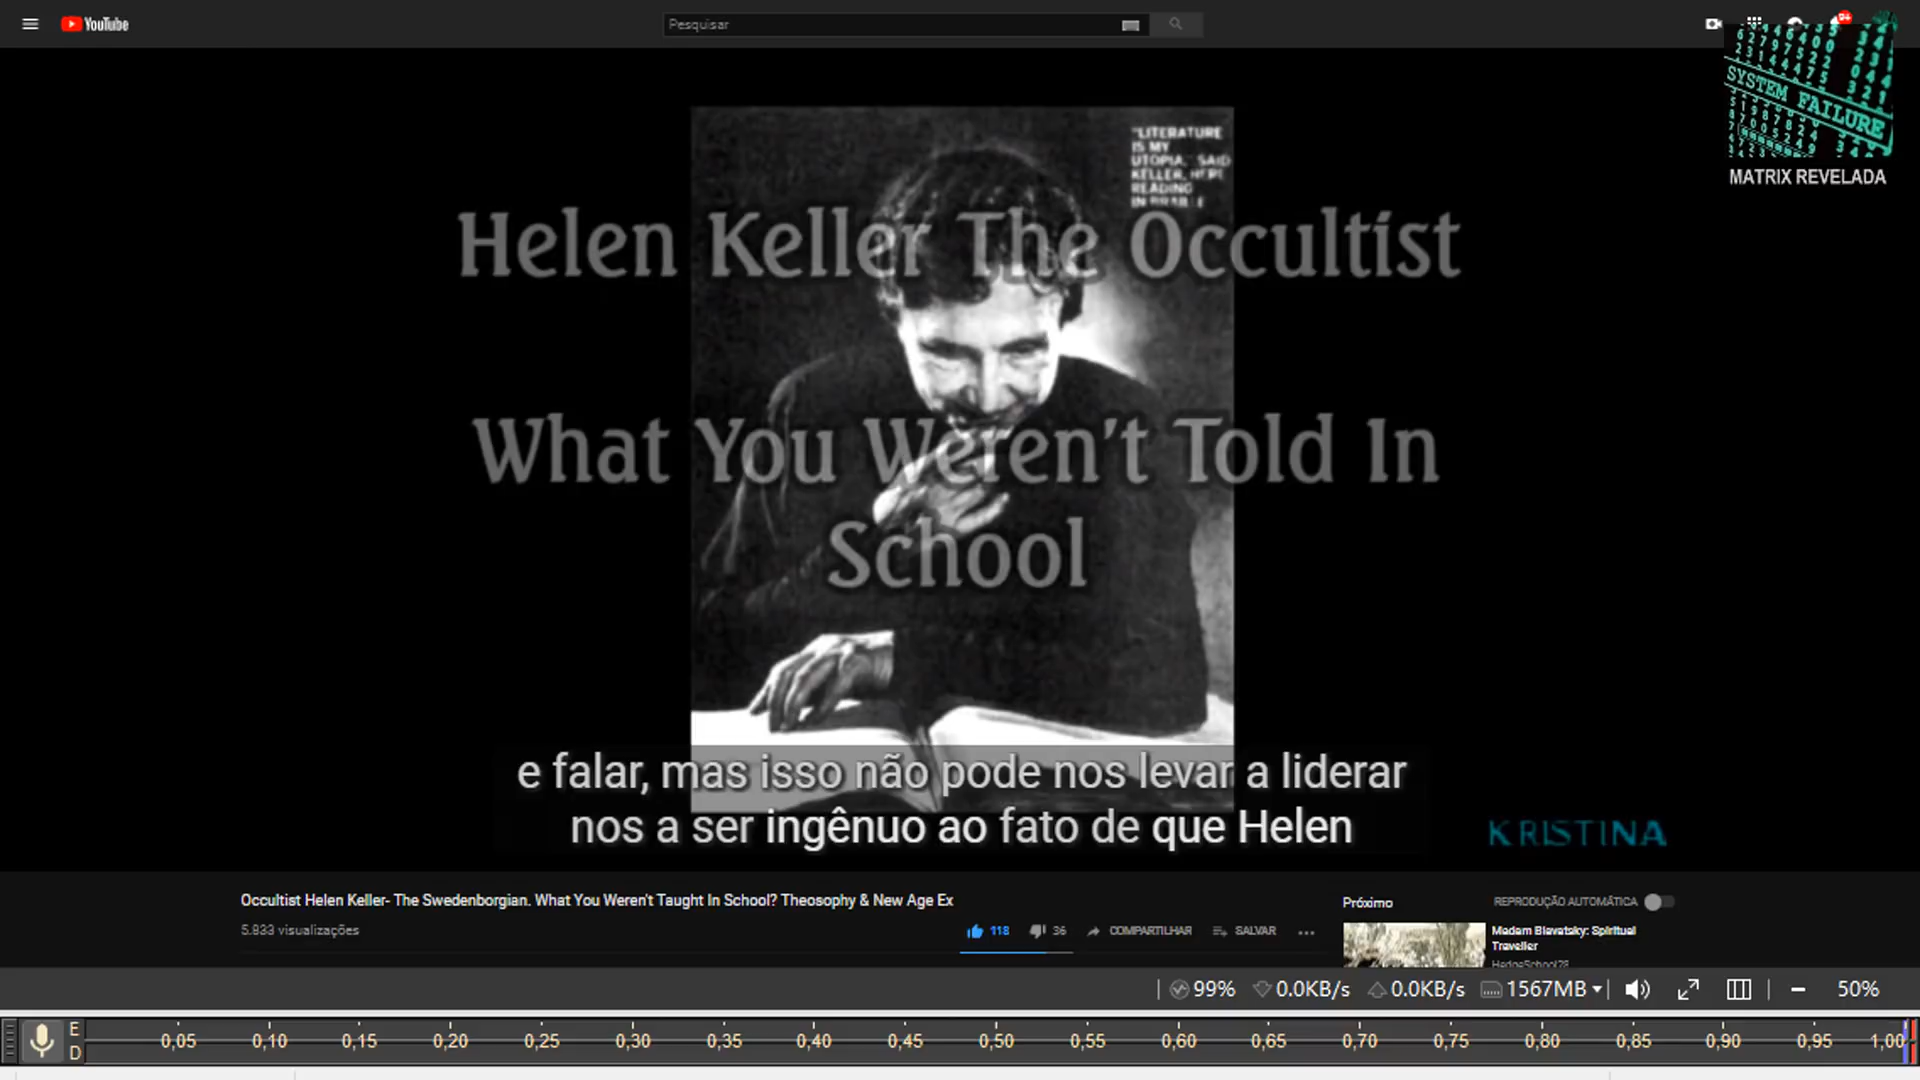 YouTube
Pesquisar
9+
SYSTEM FAILURE
MATRIX REVELADA
"LITERATURE
IS MY
UTOPIA," SAID
KELLER, HERE
READING
IN BRAILLE
Helen Keller The Occultist
What You Weren't Told In
School
e falar, mas isso não pode nos levar a liderar
nos a ser ingênuo ao fato de que Helen
KRISTINA
Occultist Helen Keller- The Swedenborgian. What You Weren't Taught In School? Theosophy & New Age Ex
5.833 visualizações
118
36
COMPARTILHAR
SALVAR
Próximo
REPRODUÇÃO AUTOMÁTICA
Madam Blavatsky: Spiritual
Traveller
HedgeSchool78
99% 0.0KB/s 0.0KB/s 1567MB 50%
E
D
0,05 0,10 0,15 0,20 0,25 0,30 0,35 0,40 0,45 0,50 0,55 0,60 0,65 0,70 0,75 0,80 0,85 0,90 0,95 1,00